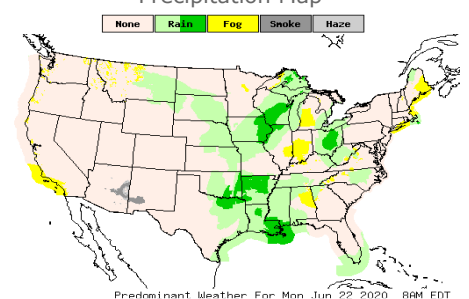 Precipitation Map
None Rain Fog Smoke Haze
Predominant Weather For Mon Jun 22 2020 8AM EDT